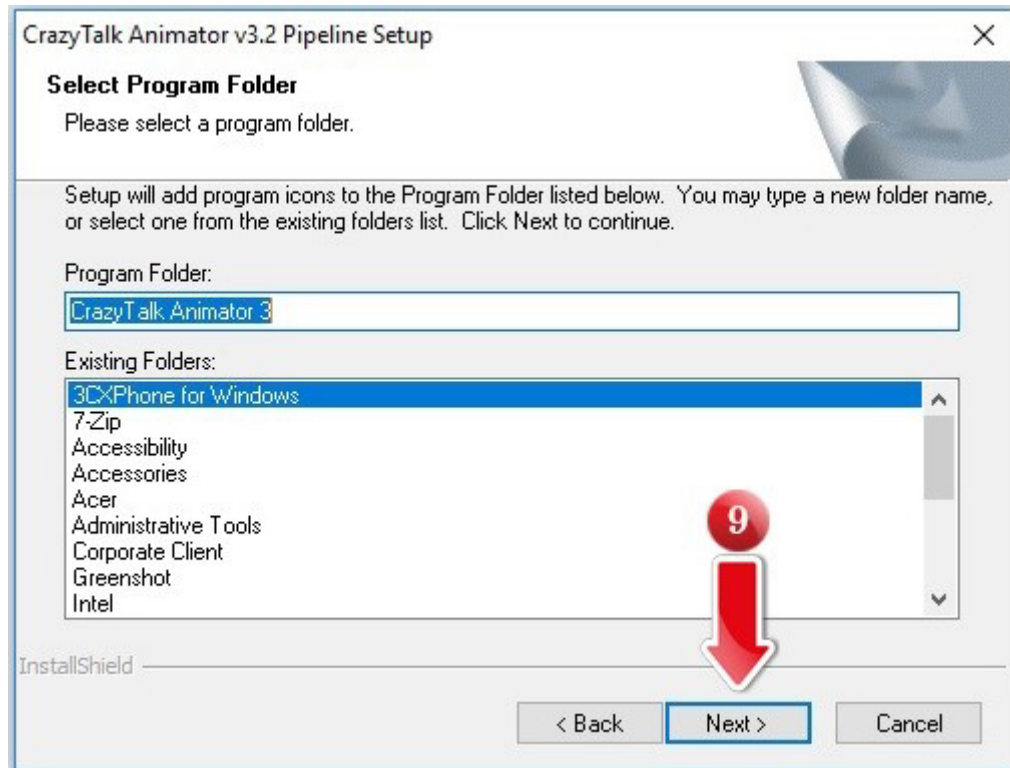 CrazyTalk Animator v3.2 Pipeline Setup
Select Program Folder
Please select a program folder.
Setup will add program icons to the Program Folder listed below.  You may type a new folder name,
or select one from the existing folders list.  Click Next to continue.
Program Folder:
CrazyTalk Animator 3
Existing Folders:
3CXPhone for Windows
7-Zip
Accessibility
Accessories
Acer
Administrative Tools
Corporate Client
Greenshot
Intel
9
InstallShield
< Back
Next >
Cancel